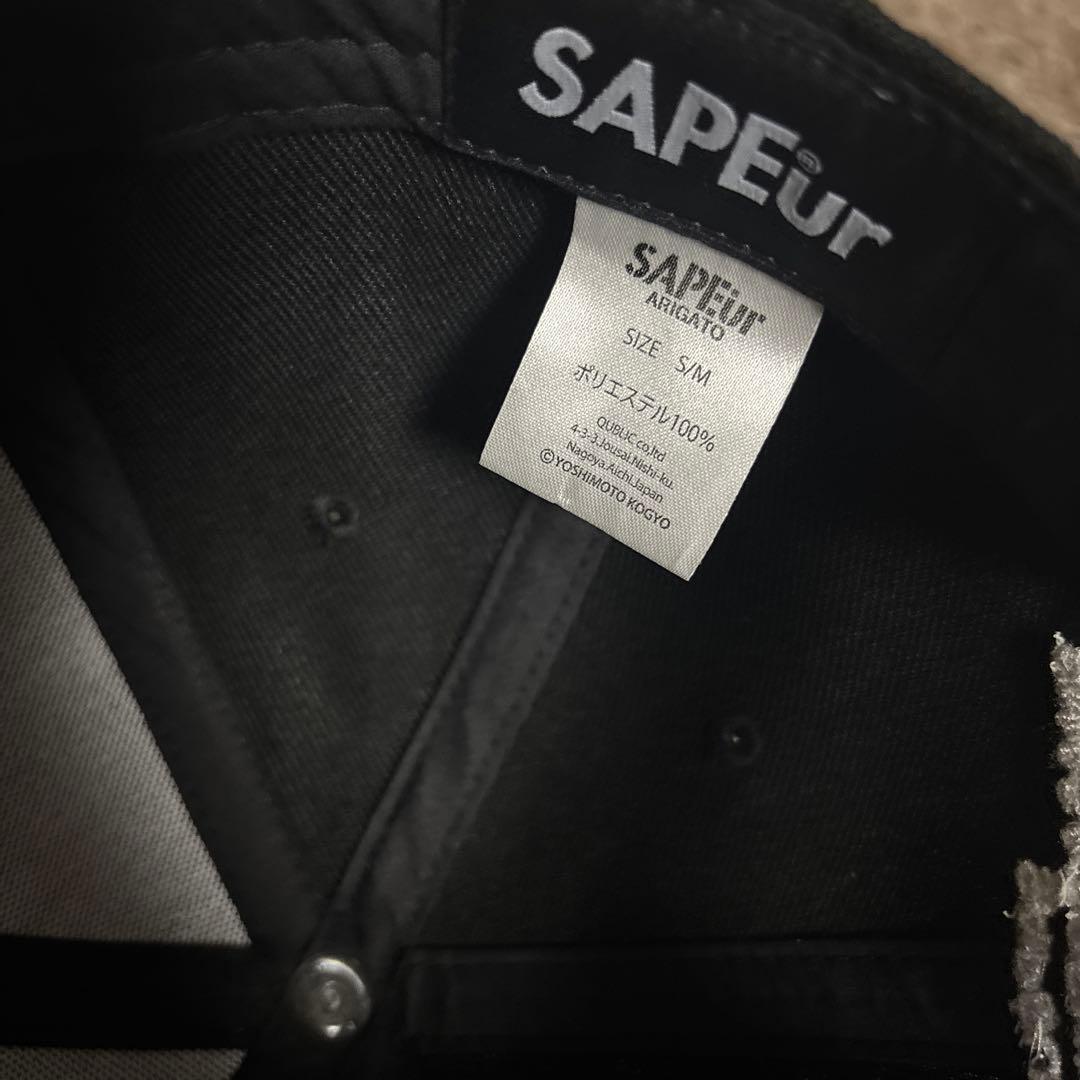 SAPEur®
SAPEur
ARIGATO
SIZE S/M
ポリエステル100%
QUBLIC co,ltd
4-3-3.Jousai.Nishi-ku.
Nagoya.Aichi.Japan
©YOSHIMOTO KOGYO